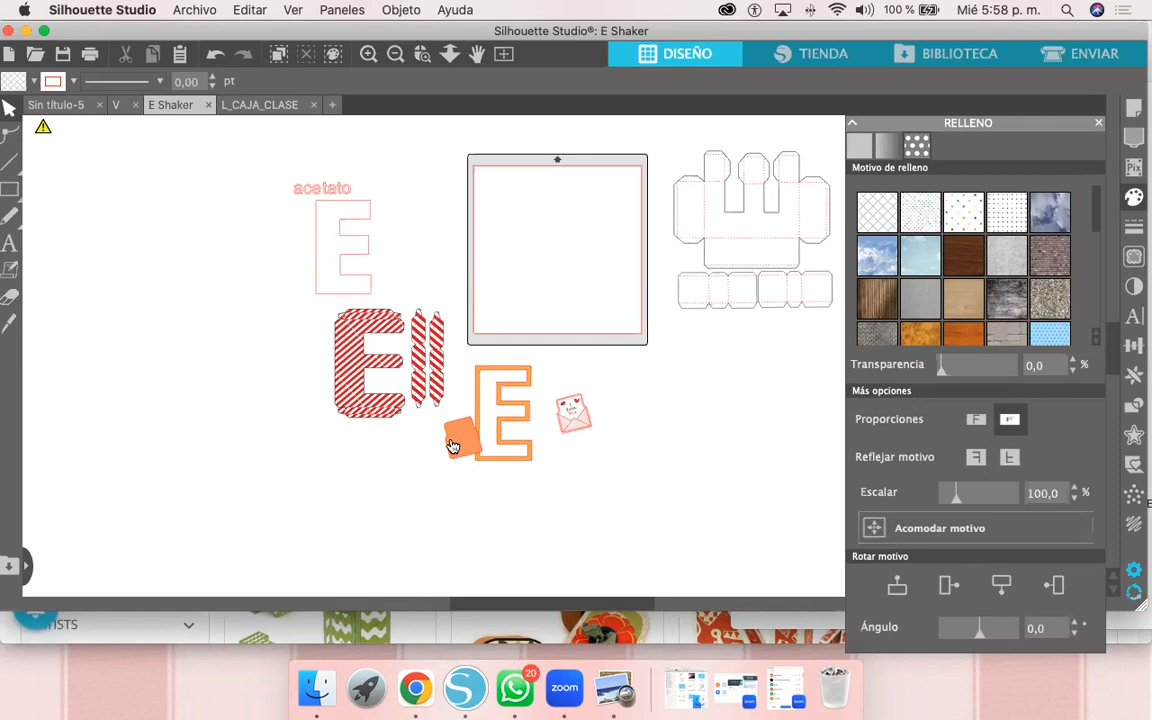 Silhouette Studio Archivo Editar Ver Paneles Objeto Ayuda 100 % Mié 5:58 p. m.
Silhouette Studio®: E Shaker
DISEÑO TIENDA BIBLIOTECA ENVIAR
0,00 pt
Sin título-5 × V × E Shaker × L_CAJA_CLASE × +
RELLENO
Motivo de relleno
acetato
E
E
E
Transparencia 0,0 %
Más opciones
Proporciones F F
Reflejar motivo
Escalar 100,0 %
Acomodar motivo
Rotar motivo
Ángulo 0,0 °
ISTS
20
zoom